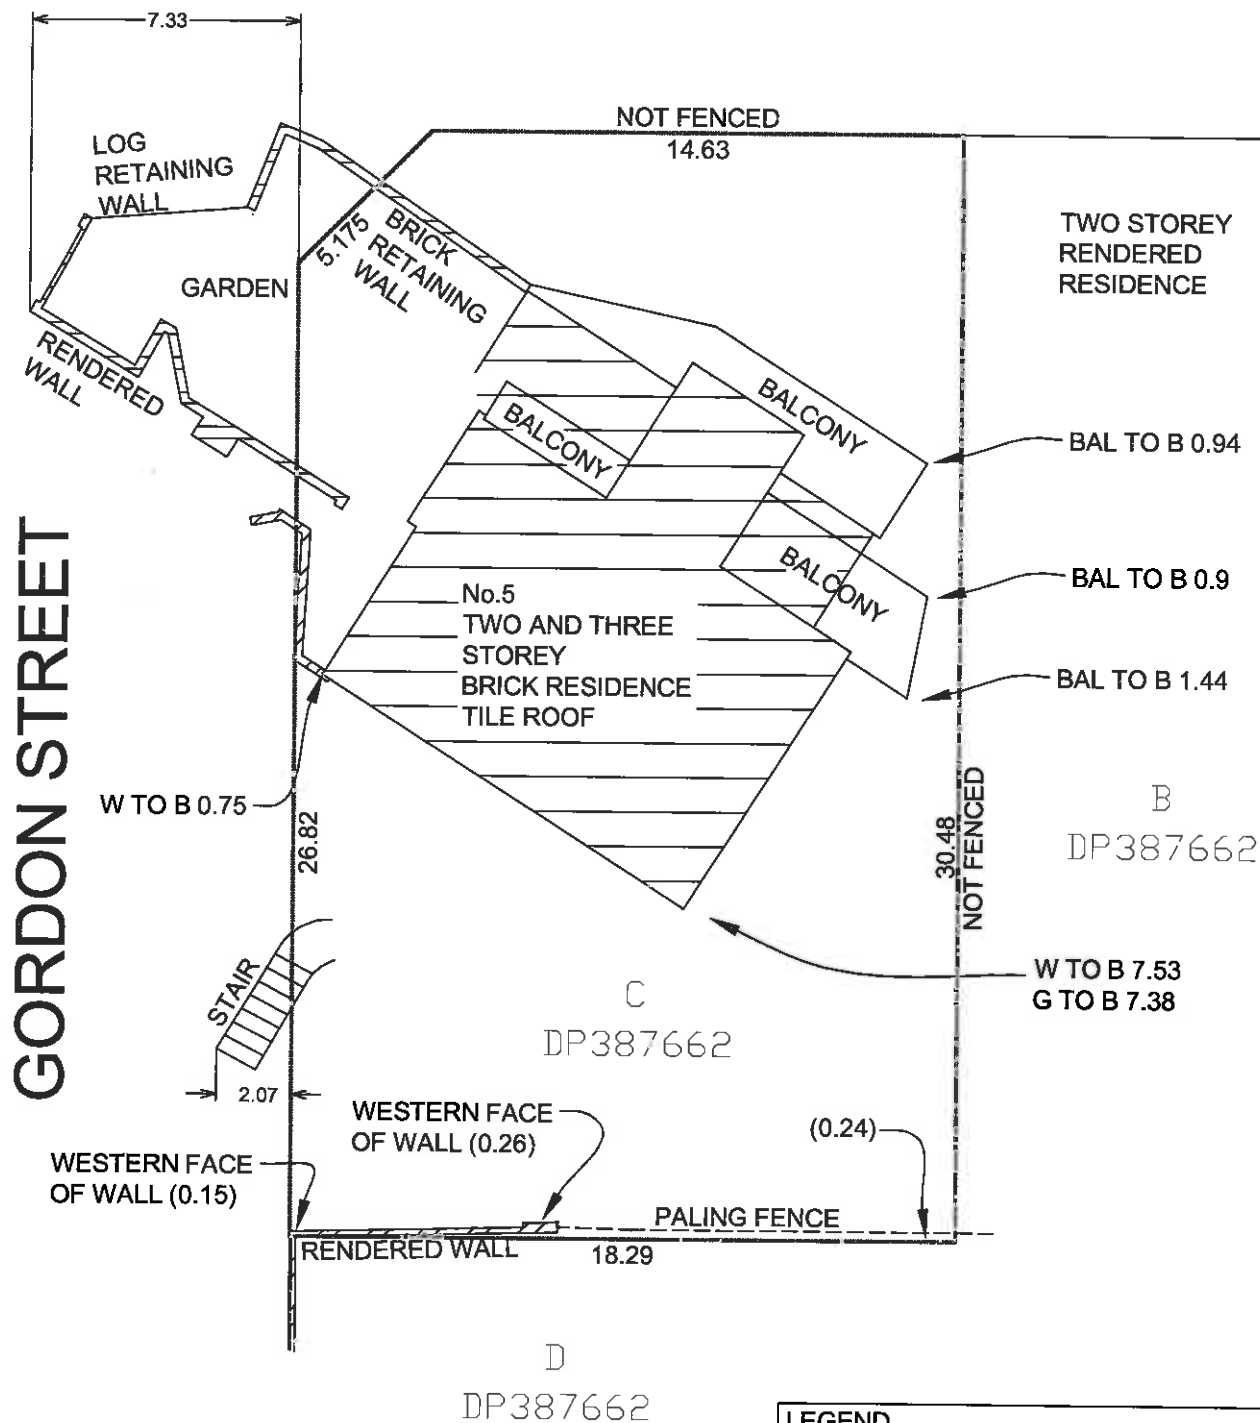 7.33
NOT FENCED
14.63
LOG
RETAINING
WALL
5.175
BRICK
RETAINING
WALL
TWO STOREY
RENDERED
RESIDENCE
GARDEN
RENDERED
WALL
BALCONY
BALCONY
BAL TO B 0.94
BALCONY
BAL TO B 0.9
No.5
TWO AND THREE
STOREY
BRICK RESIDENCE
TILE ROOF
BAL TO B 1.44
GORDON STREET
W TO B 0.75
26.82
30.48
NOT FENCED
B
DP387662
STAIR
W TO B 7.53
G TO B 7.38
C
DP387662
2.07
WESTERN FACE
OF WALL (0.26)
(0.24)
WESTERN FACE
OF WALL (0.15)
PALING FENCE
RENDERED WALL
18.29
D
DP387662
LEGEND